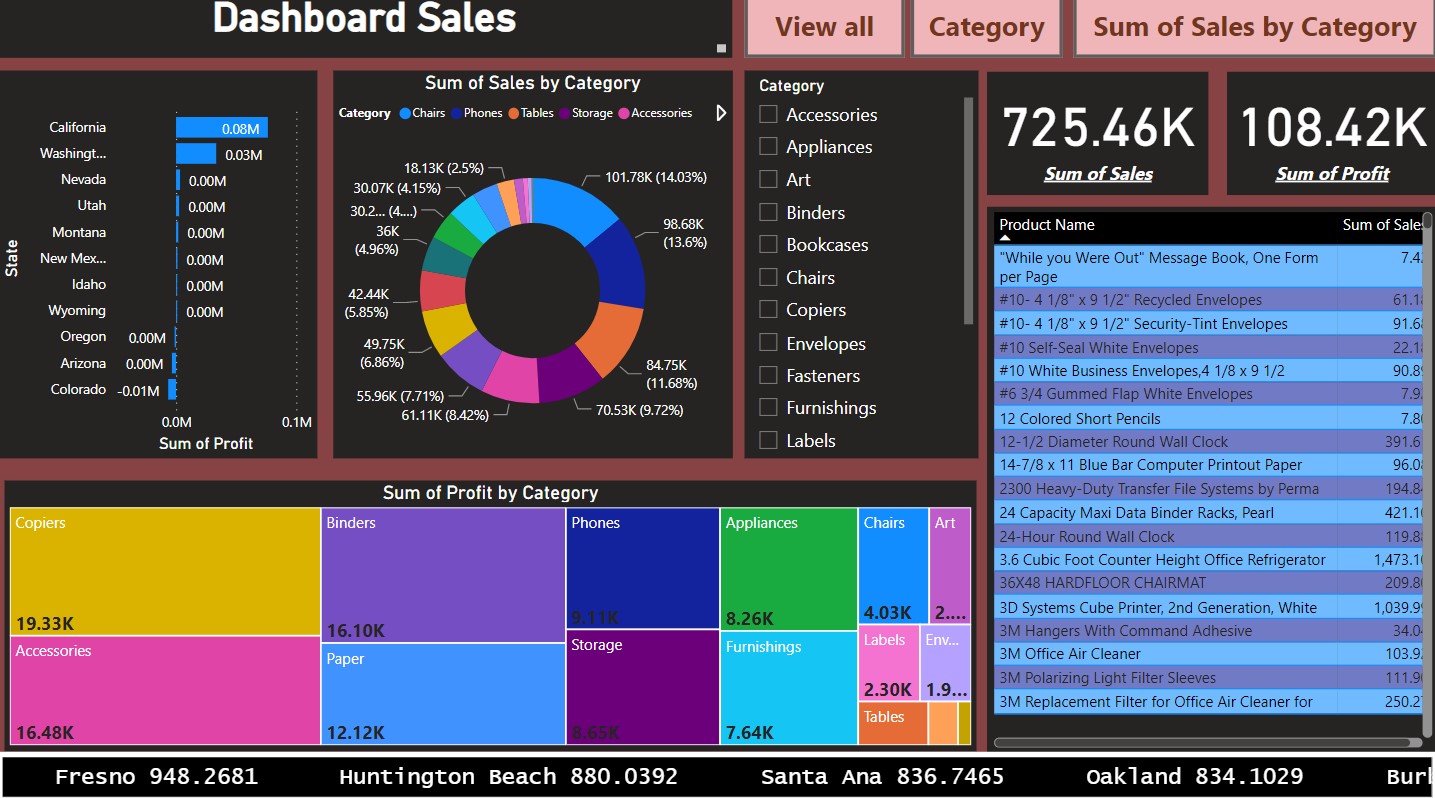 Dashboard Sales
View all
Category
Sum of Sales by Category
State
California
0.08M
Washingt...
0.03M
Nevada
0.00M
Utah
0.00M
Montana
0.00M
New Mex...
0.00M
Idaho
0.00M
Wyoming
0.00M
Oregon
0.00M
Arizona
0.00M
Colorado
-0.01M
0.0M
0.1M
Sum of Profit
Sum of Sales by Category
Category Chairs Phones Tables Storage Accessories
18.13K (2.5%)
30.07K (4.15%)
30.2... (4....)
36K
(4.96%)
42.44K
(5.85%)
49.75K
(6.86%)
55.96K (7.71%)
61.11K (8.42%)
70.53K (9.72%)
84.75K
(11.68%)
98.68K
(13.6%)
101.78K (14.03%)
Category
Accessories
Appliances
Art
Binders
Bookcases
Chairs
Copiers
Envelopes
Fasteners
Furnishings
Labels
725.46K
Sum of Sales
108.42K
Sum of Profit
Product Name Sum of Sales
"While you Were Out" Message Book, One Form 7.42
per Page
#10- 4 1/8" x 9 1/2" Recycled Envelopes 61.18
#10- 4 1/8" x 9 1/2" Security-Tint Envelopes 91.68
#10 Self-Seal White Envelopes 22.18
#10 White Business Envelopes,4 1/8 x 9 1/2 90.89
#6 3/4 Gummed Flap White Envelopes 7.9
12 Colored Short Pencils 7.80
12-1/2 Diameter Round Wall Clock 391.6
14-7/8 x 11 Blue Bar Computer Printout Paper 96.08
2300 Heavy-Duty Transfer File Systems by Perma 194.84
24 Capacity Maxi Data Binder Racks, Pearl 421.10
24-Hour Round Wall Clock 119.88
3.6 Cubic Foot Counter Height Office Refrigerator 1,473.10
36X48 HARDFLOOR CHAIRMAT 209.80
3D Systems Cube Printer, 2nd Generation, White 1,039.99
3M Hangers With Command Adhesive 34.04
3M Office Air Cleaner 103.92
3M Polarizing Light Filter Sleeves 111.90
3M Replacement Filter for Office Air Cleaner for 250.27
Sum of Profit by Category
Copiers
19.33K
Accessories
16.48K
Binders
16.10K
Paper
12.12K
Phones
9.11K
Storage
8.65K
Appliances
8.26K
Furnishings
7.64K
Chairs
4.03K
Art
2....
Labels
2.30K
Env...
1.9...
Tables
Fresno 948.2681 Huntington Beach 880.0392 Santa Ana 836.7465 Oakland 834.1029